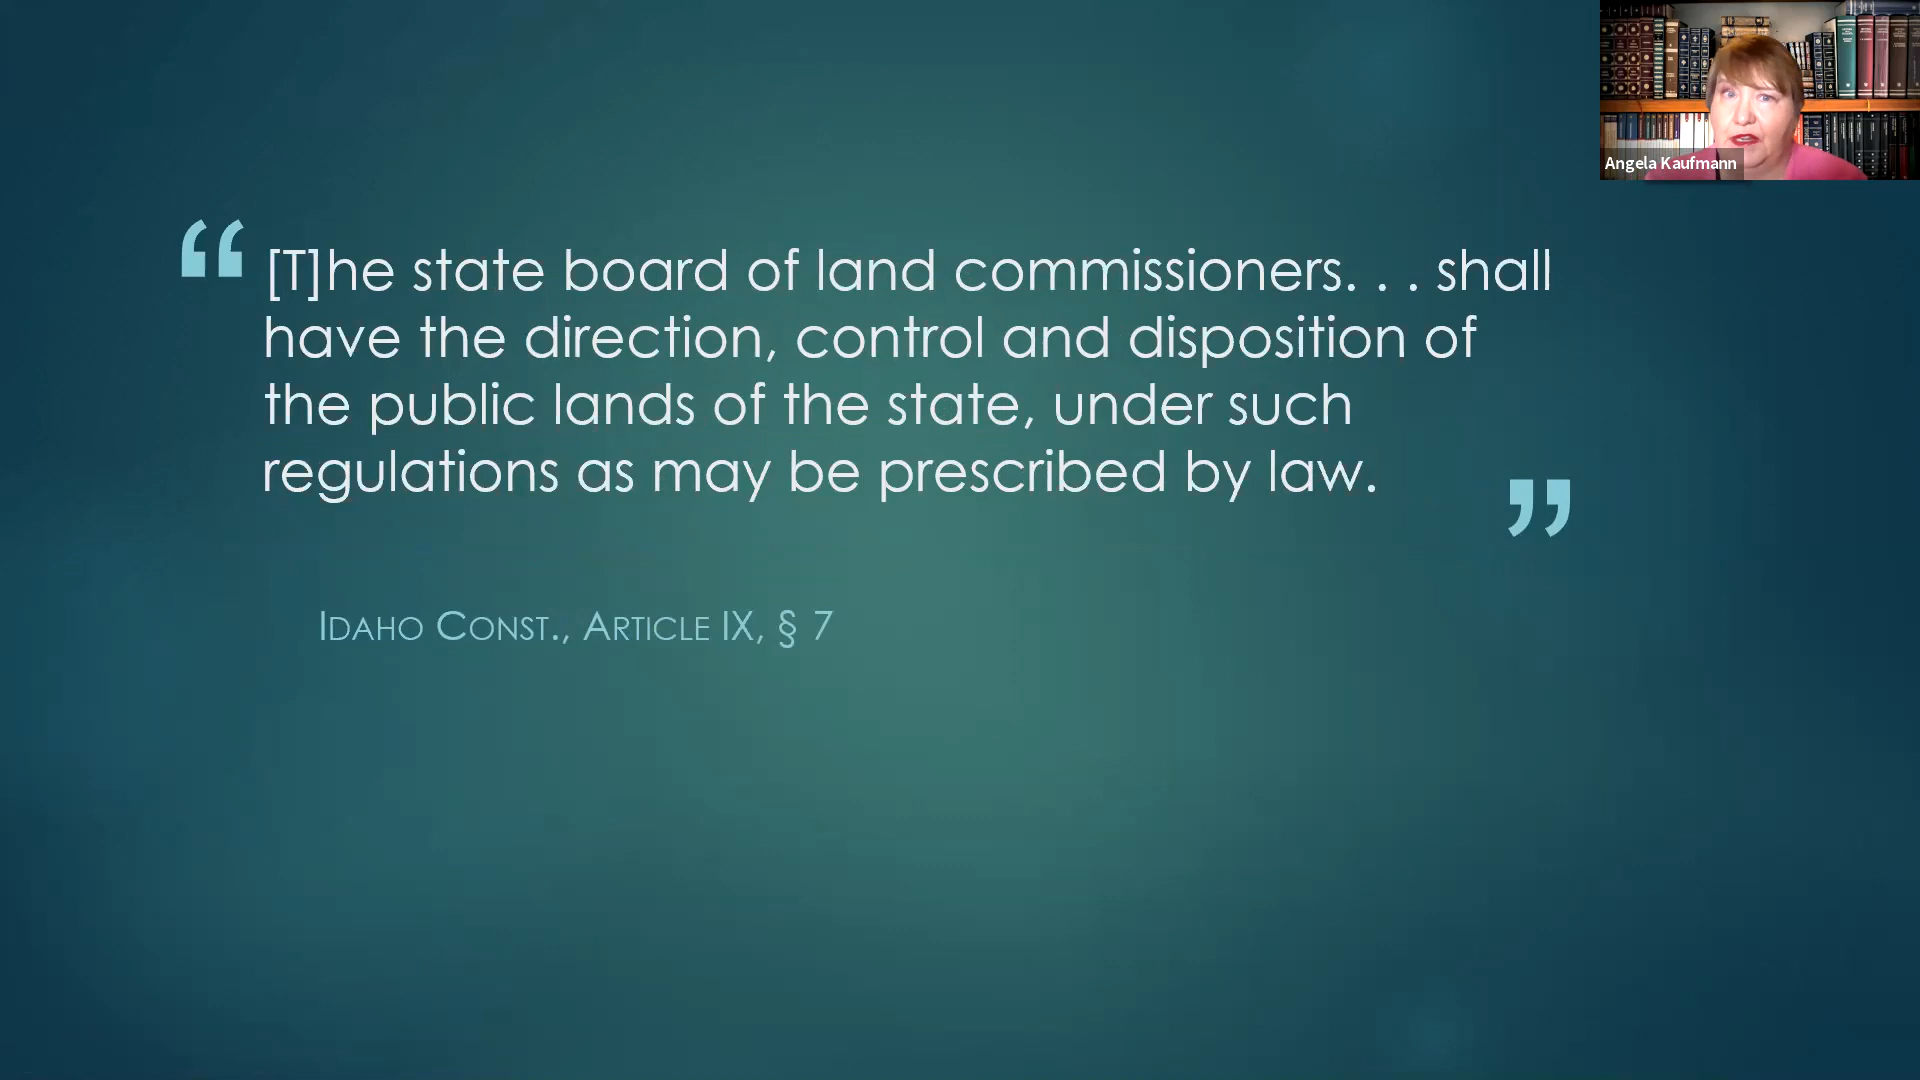 “[T]he state board of land commissioners. . . shall
have the direction, control and disposition of
the public lands of the state, under such
regulations as may be prescribed by law.”
IDAHO CONST., ARTICLE IX, § 7
Angela Kaufmann